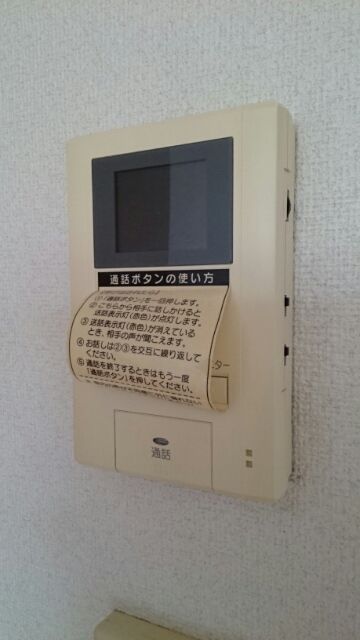 通話ボタンの使い方
①「通話ボタン」を一回押します。
② こちらから相手に話しかけると
送話表示灯(赤色)が点灯します。
③ 送話表示灯(赤色)が消えている
とき、相手の声が聞こえます。
④ お話しは②③を交互に繰り返して
ください。
⑤ 通話を終了するときはもう一度
「通話ボタン」を押してください。
ター
通話